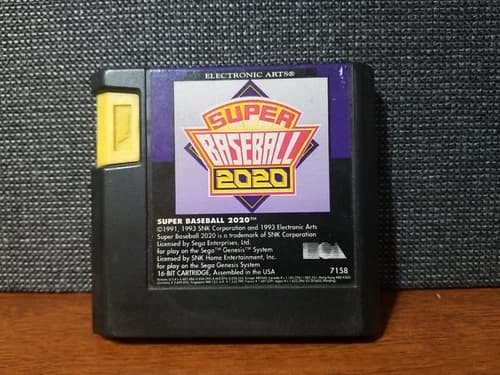 ELECTRONIC ARTS®
SUPER
BASEBALL
2020
SUPER BASEBALL 2020™
©1991, 1993 SNK Corporation and 1993 Electronic Arts
Super Baseball 2020 is a trademark of SNK Corporation
Licensed by Sega Enterprises, Ltd.
for play on the Sega™ Genesis™ System
Licensed by SNK Home Entertainment, Inc.
for play on the Sega Genesis System
16-BIT CARTRIDGE, Assembled in the USA
7158